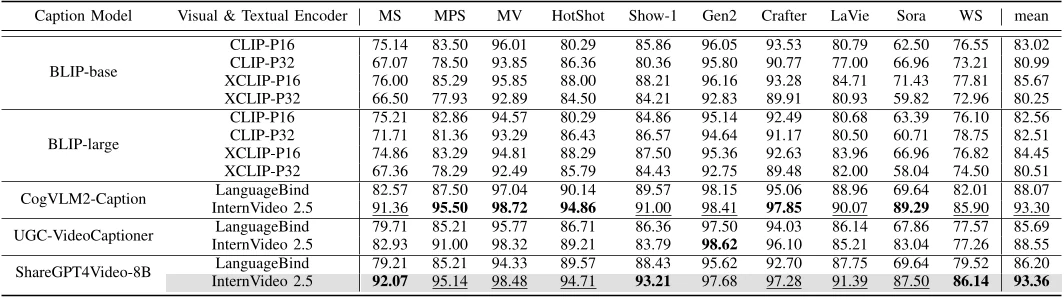 Caption Model Visual & Textual Encoder MS MPS MV HotShot Show-1 Gen2 Crafter LaVie Sora WS mean
BLIP-base
CLIP-P16 75.14 83.50 96.01 80.29 85.86 96.05 93.53 80.79 62.50 76.55 83.02
CLIP-P32 67.07 78.50 93.85 86.36 80.36 95.80 90.77 77.00 66.96 73.21 80.99
XCLIP-P16 76.00 85.29 95.85 88.00 88.21 96.16 93.28 84.71 71.43 77.81 85.67
XCLIP-P32 66.50 77.93 92.89 84.50 84.21 92.83 89.91 80.93 59.82 72.96 80.25
BLIP-large
CLIP-P16 75.21 82.86 94.57 80.29 84.86 95.14 92.49 80.68 63.39 76.10 82.56
CLIP-P32 71.71 81.36 93.29 86.43 86.57 94.64 91.17 80.50 60.71 78.75 82.51
XCLIP-P16 74.86 83.29 94.81 88.29 87.50 95.36 92.63 83.96 66.96 76.82 84.45
XCLIP-P32 67.36 78.29 92.49 85.79 84.43 92.75 89.48 82.00 58.04 74.50 80.51
CogVLM2-Caption
LanguageBind 82.57 87.50 97.04 90.14 89.57 98.15 95.06 88.96 69.64 82.01 88.07
InternVideo 2.5 91.36 95.50 98.72 94.86 91.00 98.41 97.85 90.07 89.29 85.90 93.30
UGC-VideoCaptioner
LanguageBind 79.71 85.21 95.77 86.71 86.36 97.50 94.03 86.14 67.86 77.57 85.69
InternVideo 2.5 82.93 91.00 98.32 89.21 83.79 98.62 96.10 85.21 83.04 77.26 88.55
ShareGPT4Video-8B
LanguageBind 79.21 85.21 94.33 89.57 88.43 95.62 92.70 87.75 69.64 79.52 86.20
InternVideo 2.5 92.07 95.14 98.48 94.71 93.21 97.68 97.28 91.39 87.50 86.14 93.36